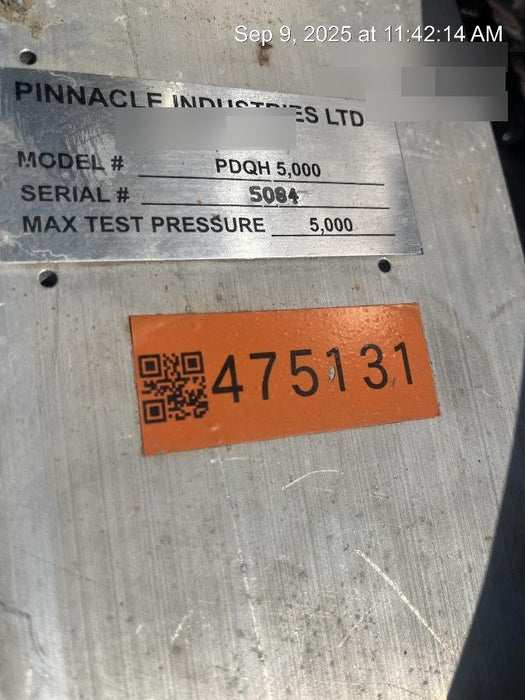 Sep 9, 2025 at 11:42:14 AM
PINNACLE INDUSTRIES LTD
MODEL # PDQH 5,000
SERIAL # 5084
MAX TEST PRESSURE 5,000
475131